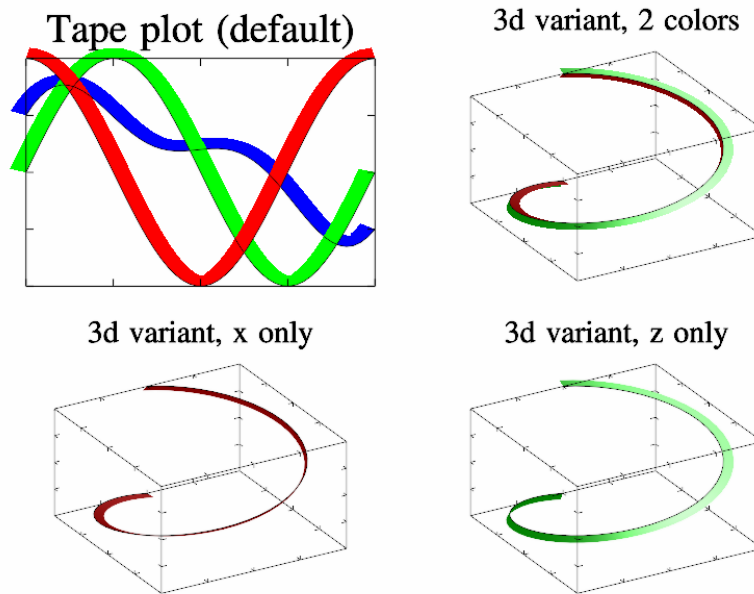 Tape plot (default)
3d variant, 2 colors
3d variant, x only
3d variant, z only